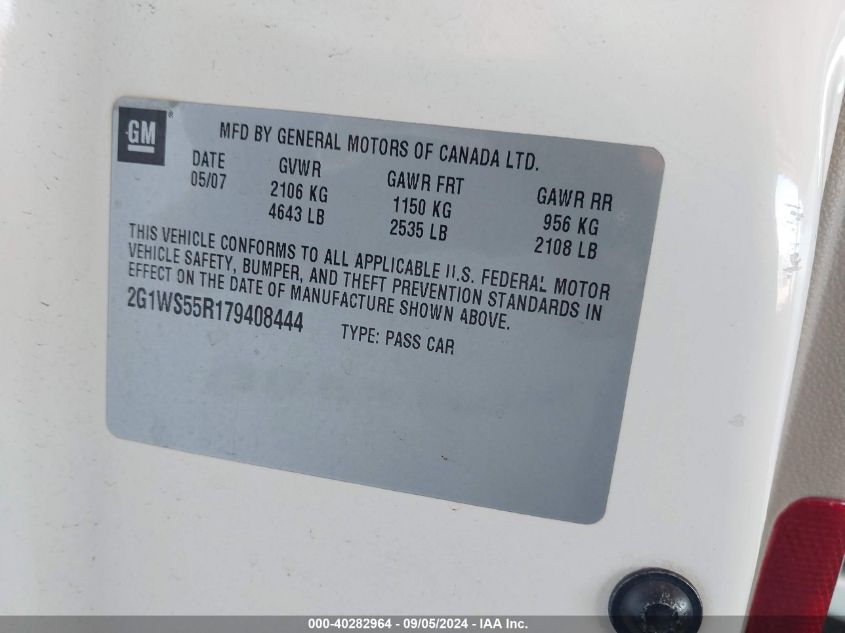 GM®
MFD BY GENERAL MOTORS OF CANADA LTD.
DATE GVWR GAWR FRT GAWR RR
05/07 2106 KG 1150 KG 956 KG
4643 LB 2535 LB 2108 LB
THIS VEHICLE CONFORMS TO ALL APPLICABLE U.S. FEDERAL MOTOR
VEHICLE SAFETY, BUMPER, AND THEFT PREVENTION STANDARDS IN
EFFECT ON THE DATE OF MANUFACTURE SHOWN ABOVE.
2G1WS55R179408444 TYPE: PASS CAR
000-40282964 - 09/05/2024 - IAA Inc.